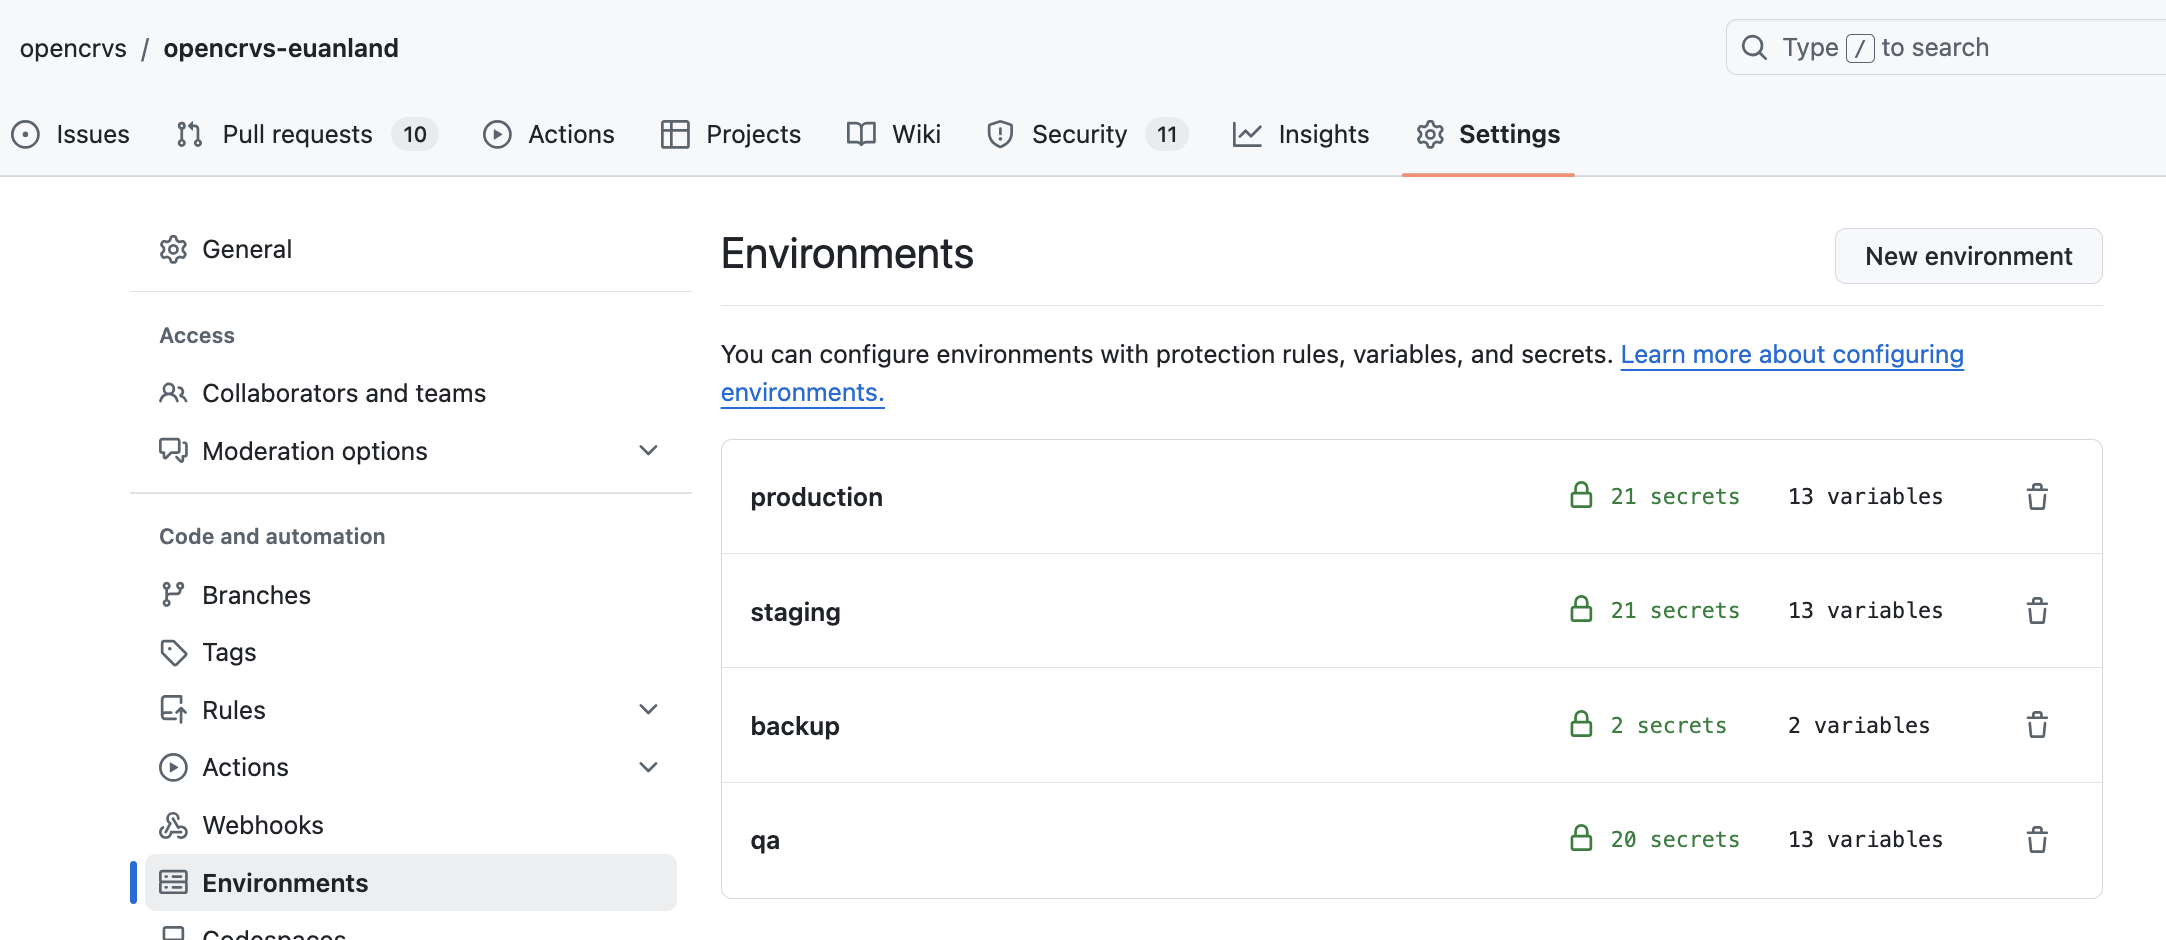 opencrvs / opencrvs-euanland
Type / to search
Issues Pull requests 10 Actions Projects Wiki Security 11 Insights Settings
General
Access
Collaborators and teams
Moderation options
Code and automation
Branches
Tags
Rules
Actions
Webhooks
Environments
Codespaces
Environments
New environment
You can configure environments with protection rules, variables, and secrets. Learn more about configuring
environments.
production 21 secrets 13 variables
staging 21 secrets 13 variables
backup 2 secrets 2 variables
qa 20 secrets 13 variables